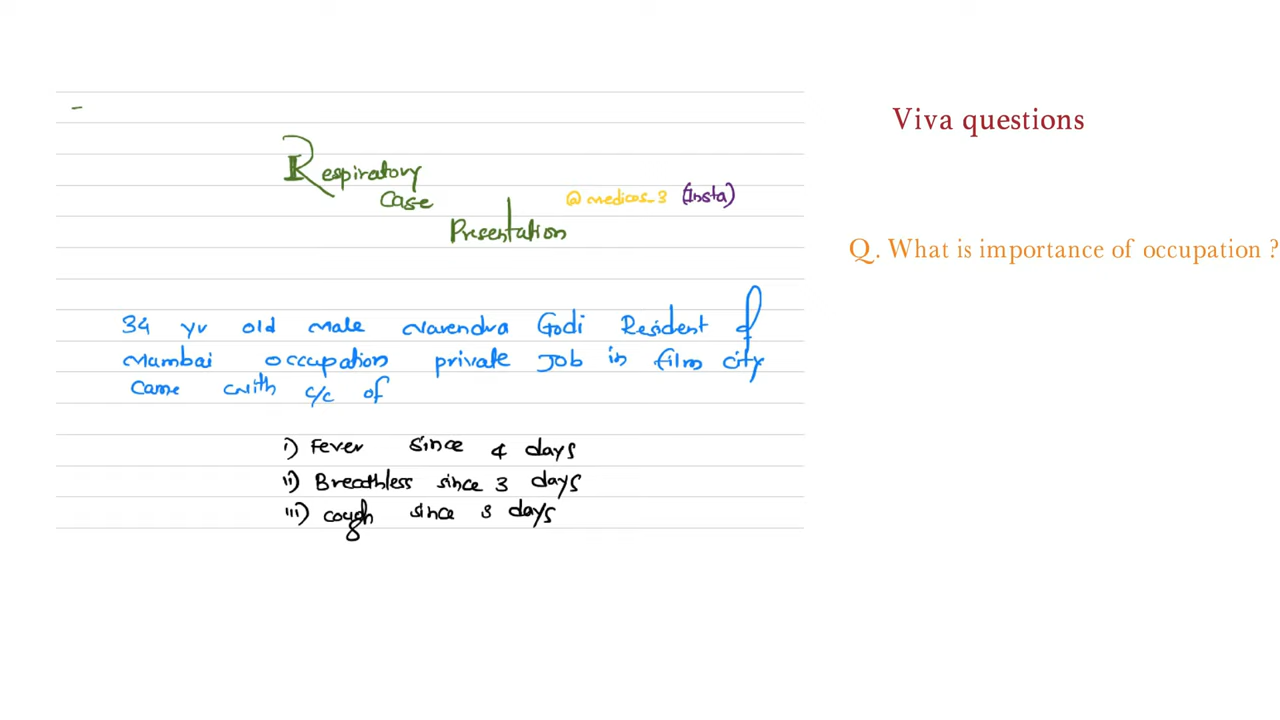 Respiratory
Case
Presentation
@medicos_3 (Insta)
34 yr old male Narendra Godi Resident of
Mumbai occupation private Job in film city
came with c/c of
i) Fever since 4 days
ii) Breathless since 3 days
iii) cough since 3 days
Viva questions
Q. What is importance of occupation ?